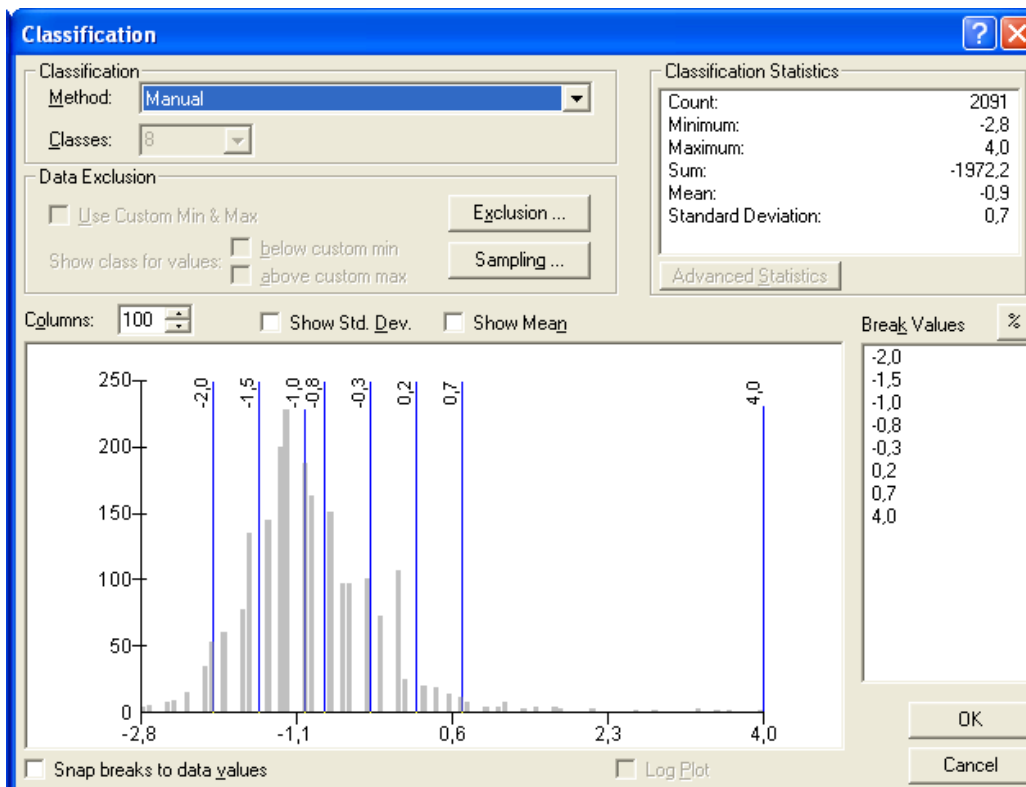 Classification
Classification
Method: Manual
Classes: 8
Data Exclusion
Use Custom Min & Max
Show class for values:
below custom min
above custom max
Exclusion ...
Sampling ...
Classification Statistics
Count: 2091
Minimum: -2,8
Maximum: 4,0
Sum: -1972,2
Mean: -0,9
Standard Deviation: 0,7
Advanced Statistics
Columns: 100 Show Std. Dev. Show Mean
Break Values %
-2,0
-1,5
-1,0
-0,8
-0,3
0,2
0,7
4,0
250
200
150
100
50
0
-2,0 -1,5 -1,0 -0,8 -0,3 0,2 0,7 4,0
-2,8 -1,1 0,6 2,3 4,0
OK
Cancel
Snap breaks to data values Log Plot